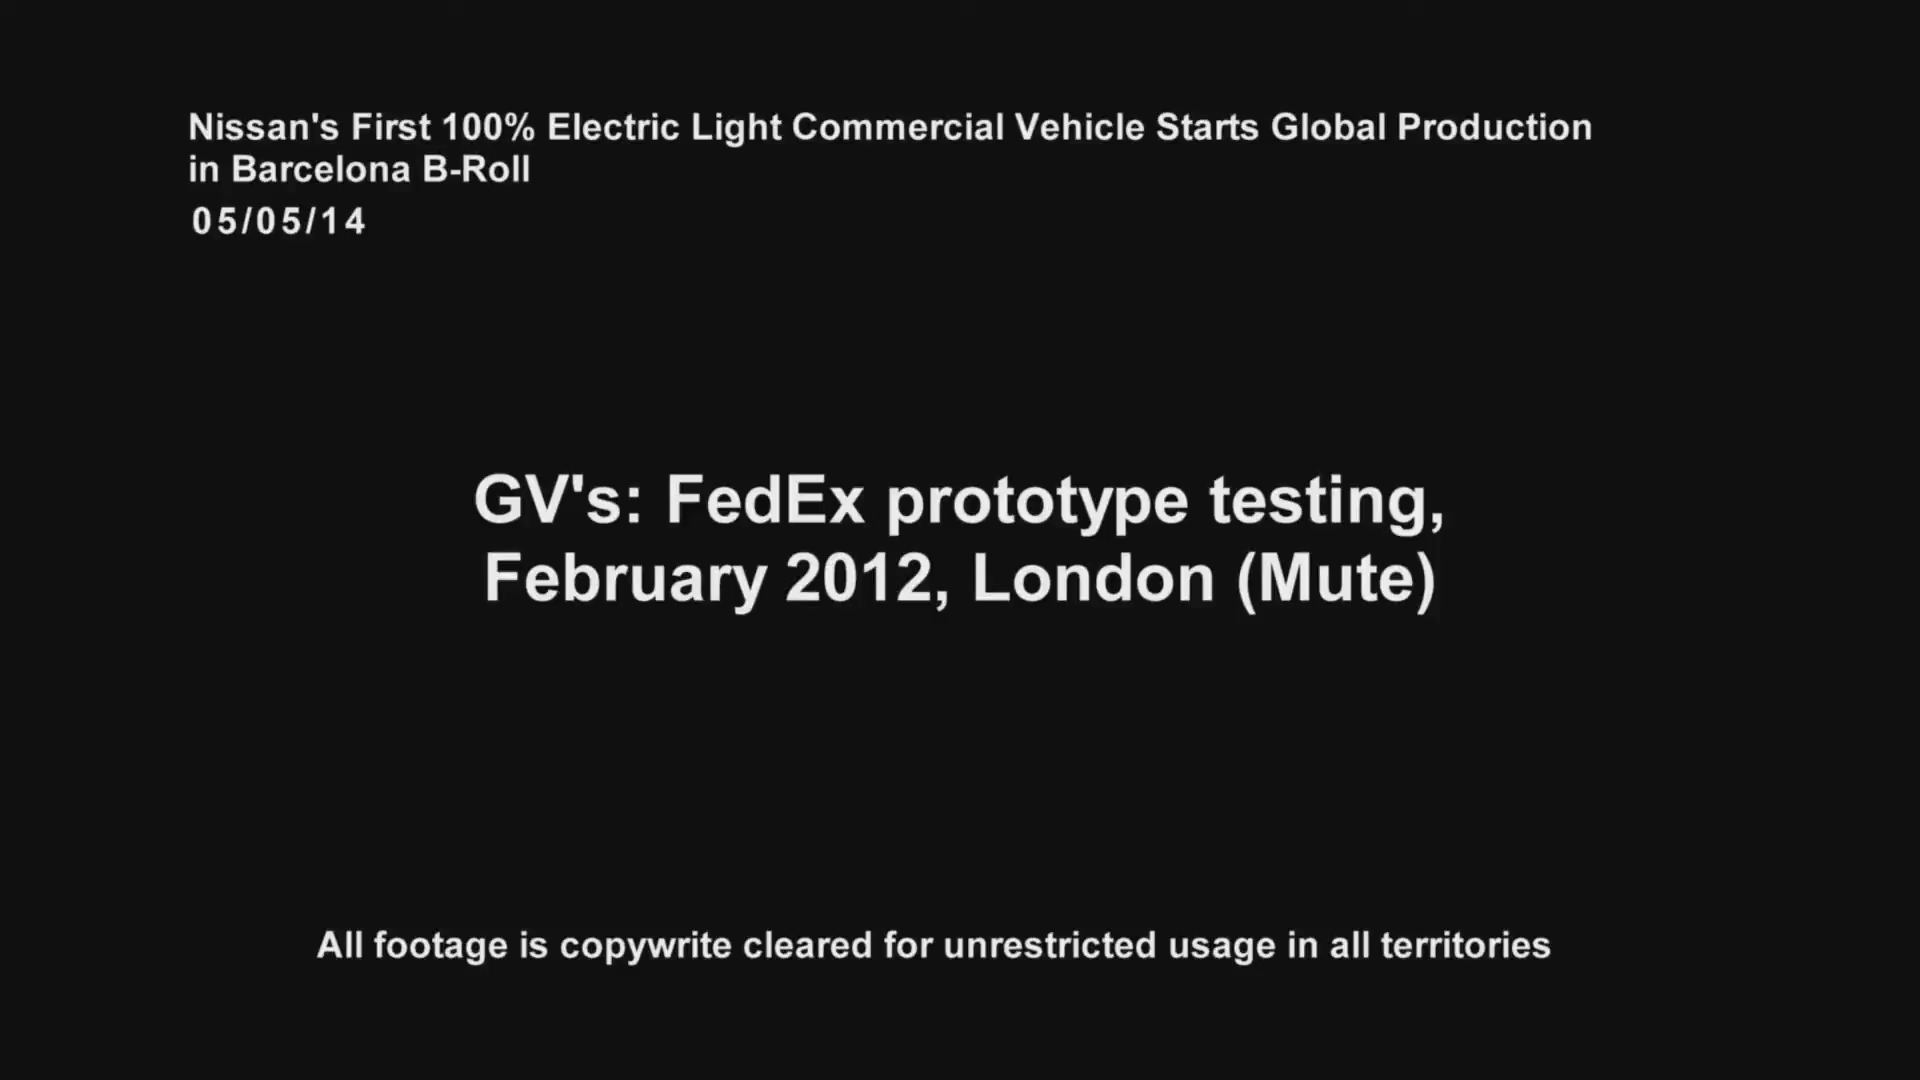 Nissan's First 100% Electric Light Commercial Vehicle Starts Global Production
in Barcelona B-Roll
05/05/14
GV's: FedEx prototype testing,
February 2012, London (Mute)
All footage is copywrite cleared for unrestricted usage in all territories